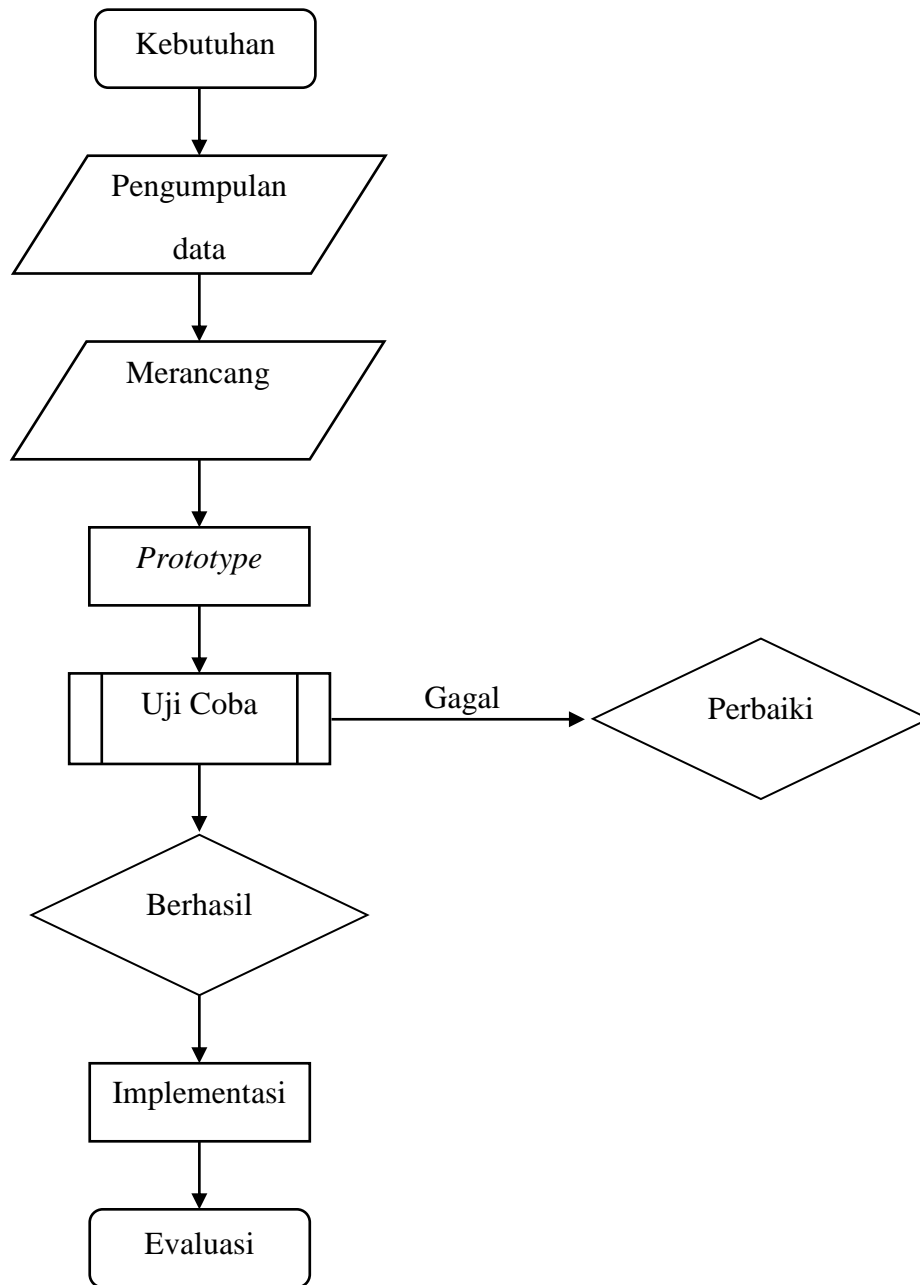 Kebutuhan
Pengumpulan
data
Merancang
Prototype
Uji Coba
Gagal
Perbaiki
Berhasil
Implementasi
Evaluasi